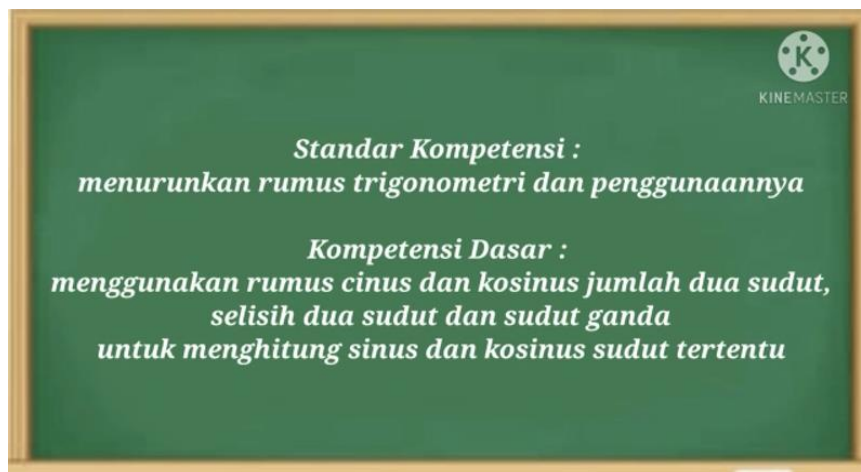 K
KINEMASTER
Standar Kompetensi :
menurunkan rumus trigonometri dan penggunaannya
Kompetensi Dasar :
menggunakan rumus cinus dan kosinus jumlah dua sudut,
selisih dua sudut dan sudut ganda
untuk menghitung sinus dan kosinus sudut tertentu